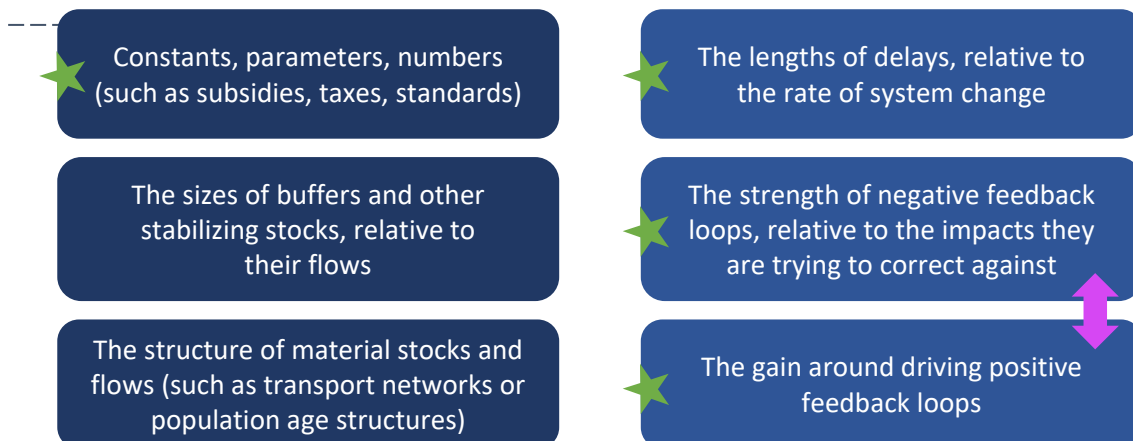 Constants, parameters, numbers
(such as subsidies, taxes, standards)
The sizes of buffers and other
stabilizing stocks, relative to
their flows
The structure of material stocks and
flows (such as transport networks or
population age structures)
The lengths of delays, relative to
the rate of system change
The strength of negative feedback
loops, relative to the impacts they
are trying to correct against
The gain around driving positive
feedback loops